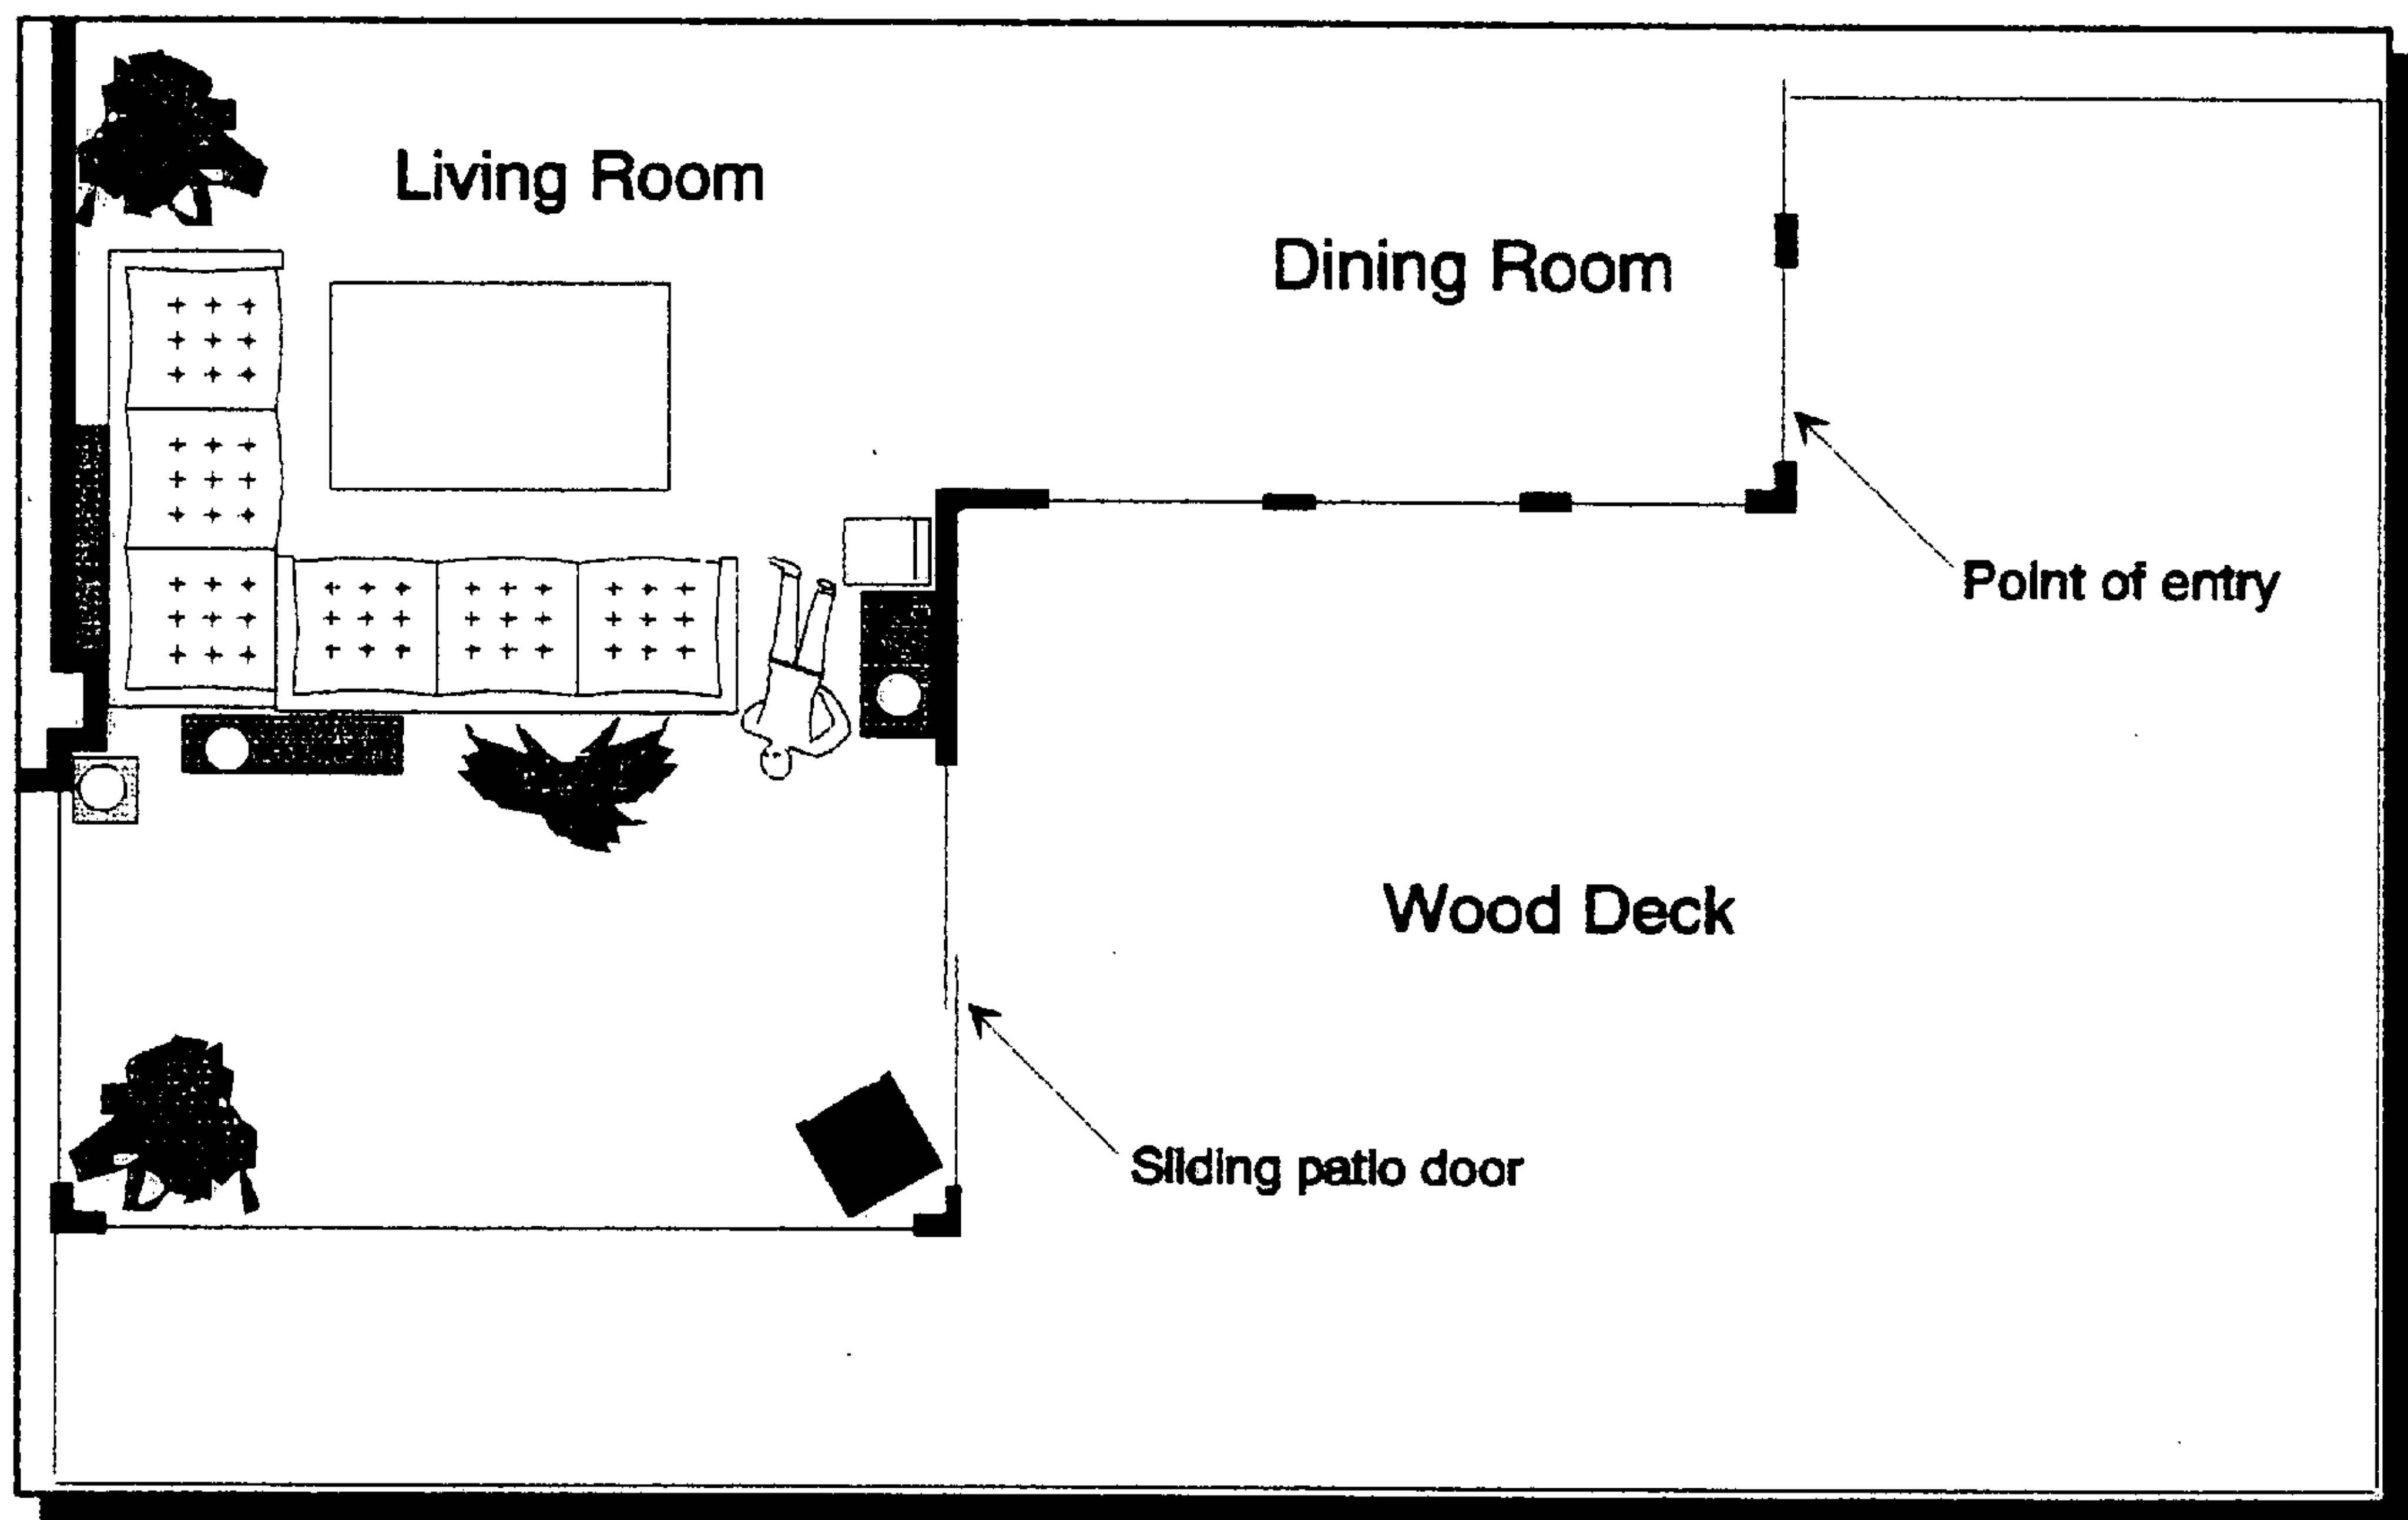 Living Room
Dining Room
Point of entry
Wood Deck
Sliding patio door